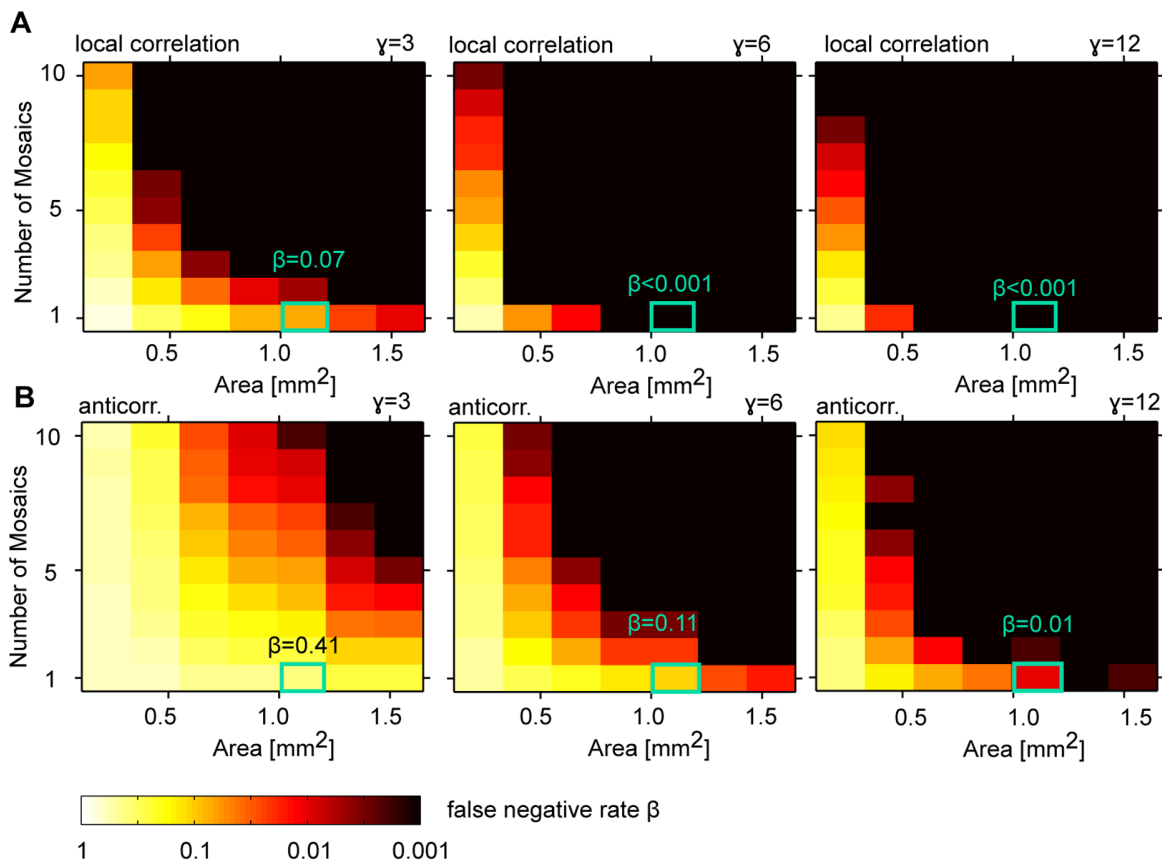 A
local correlation ɣ=3
local correlation ɣ=6
local correlation ɣ=12
Number of Mosaics
10
5
1
β=0.07
β<0.001
β<0.001
0.5 1.0 1.5
0.5 1.0 1.5
0.5 1.0 1.5
Area [mm²]
Area [mm²]
Area [mm²]
B
anticorr. ɣ=3
anticorr. ɣ=6
anticorr. ɣ=12
Number of Mosaics
10
5
1
β=0.41
β=0.11
β=0.01
0.5 1.0 1.5
0.5 1.0 1.5
0.5 1.0 1.5
Area [mm²]
Area [mm²]
Area [mm²]
false negative rate β
1 0.1 0.01 0.001